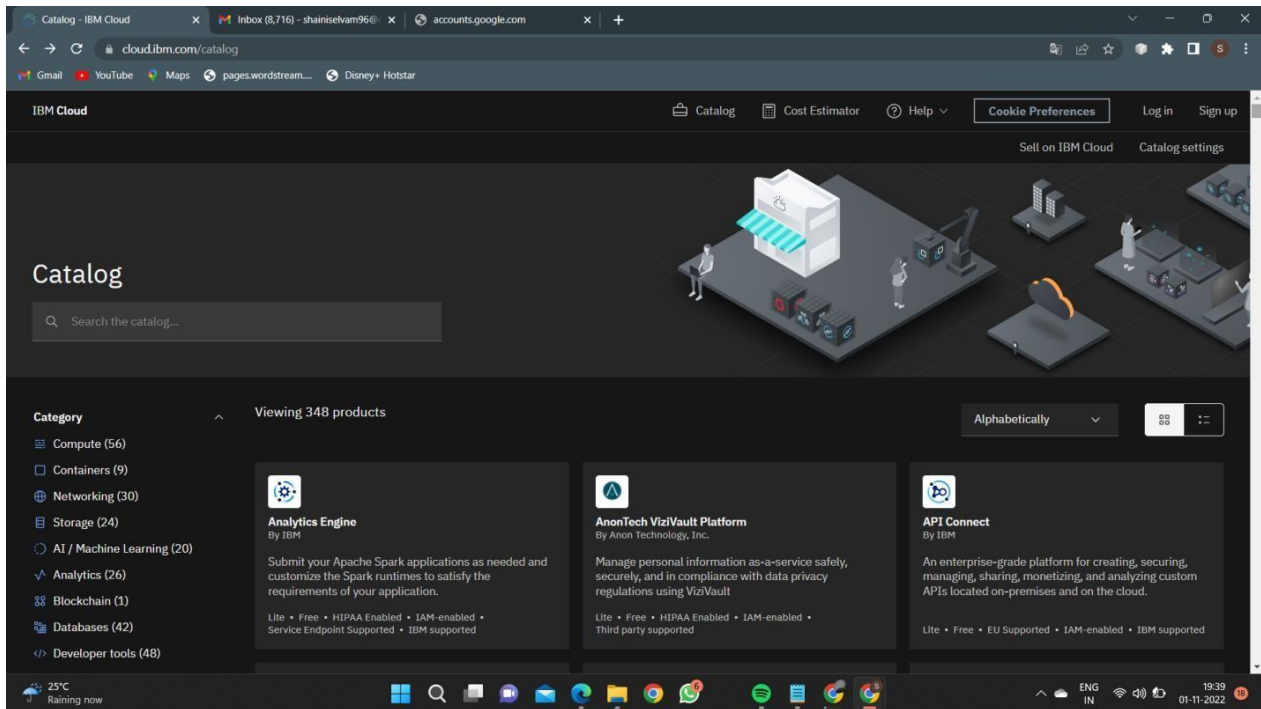 Catalog - IBM Cloud
Inbox (8,716) - shainiselvam96@
accounts.google.com
cloud.ibm.com/catalog
S
Gmail
YouTube
Maps
pages.wordstream....
Disney+ Hotstar
IBM Cloud
Catalog
Cost Estimator
Help
Cookie Preferences
Log in
Sign up
Sell on IBM Cloud
Catalog settings
Catalog
Search the catalog...
Category
Compute (56)
Containers (9)
Networking (30)
Storage (24)
AI / Machine Learning (20)
Analytics (26)
Blockchain (1)
Databases (42)
Developer tools (48)
Viewing 348 products
Alphabetically
Analytics Engine
By IBM
Submit your Apache Spark applications as needed and
customize the Spark runtimes to satisfy the
requirements of your application.
Lite • Free • HIPAA Enabled • IAM-enabled •
Service Endpoint Supported • IBM supported
AnonTech ViziVault Platform
By Anon Technology, Inc.
Manage personal information as-a-service safely,
securely, and in compliance with data privacy
regulations using ViziVault
Lite • Free • HIPAA Enabled • IAM-enabled •
Third party supported
API Connect
By IBM
An enterprise-grade platform for creating, securing,
managing, sharing, monetizing, and analyzing custom
APIs located on-premises and on the cloud.
Lite • Free • EU Supported • IAM-enabled • IBM supported
25°C
Raining now
6
S
ENG
IN
19:39
01-11-2022
18